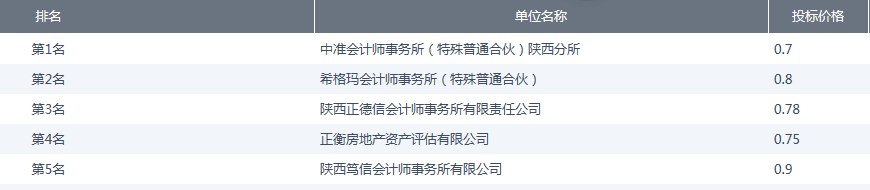 排名 单位名称 投标价格
第1名 中准会计师事务所（特殊普通合伙）陕西分所 0.7
第2名 希格玛会计师事务所（特殊普通合伙） 0.8
第3名 陕西正德信会计师事务所有限责任公司 0.78
第4名 正衡房地产资产评估有限公司 0.75
第5名 陕西笃信会计师事务所有限公司 0.9